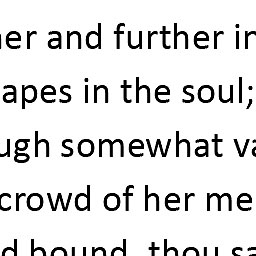 her and further in
apes in the soul;
ugh somewhat va
crowd of her me
d bound, thou sa